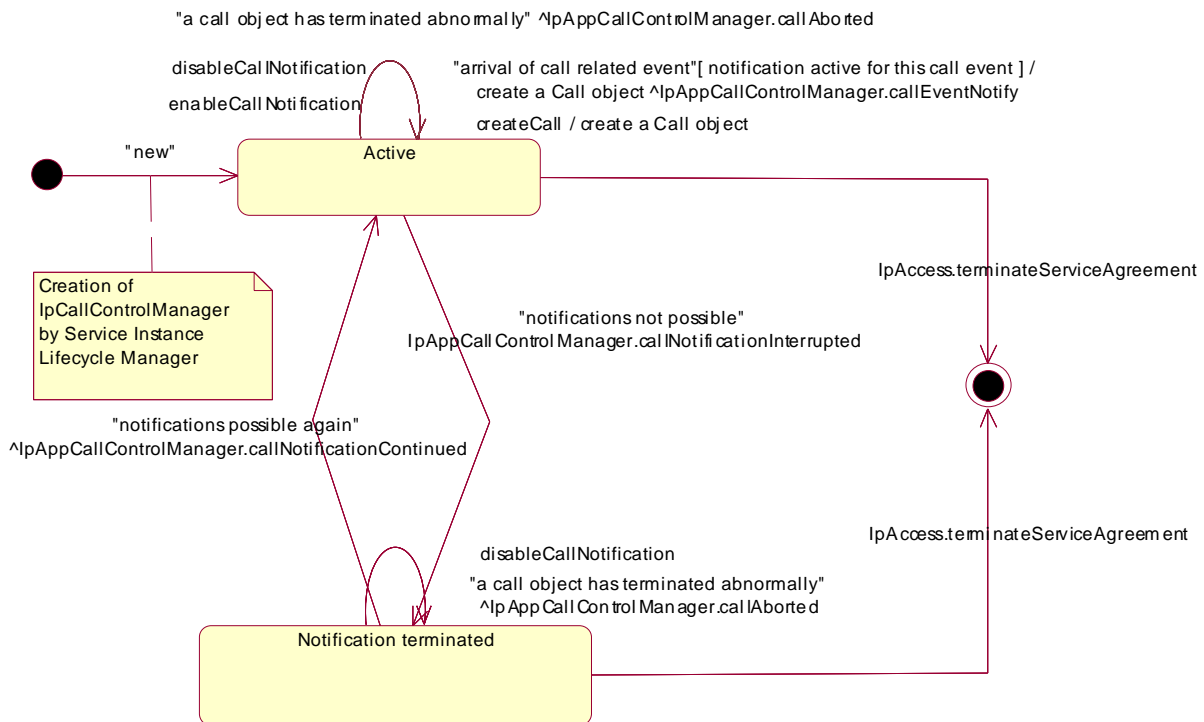 "a call object has terminated abnormally" ^IpAppCallControlManager.callAborted
disableCallNotification
enableCallNotification
"arrival of call related event"[ notification active for this call event ] /
create a Call object ^IpAppCallControlManager.callEventNotify
createCall / create a Call object
"new"
Active
Creation of
IpCallControlManager
by Service Instance
Lifecycle Manager
IpAccess.terminateServiceAgreement
"notifications not possible"
IpAppCallControlManager.callNotificationInterrupted
"notifications possible again"
^IpAppCallControlManager.callNotificationContinued
IpAccess.terminateServiceAgreement
disableCallNotification
"a call object has terminated abnormally"
^IpAppCallControlManager.callAborted
Notification terminated